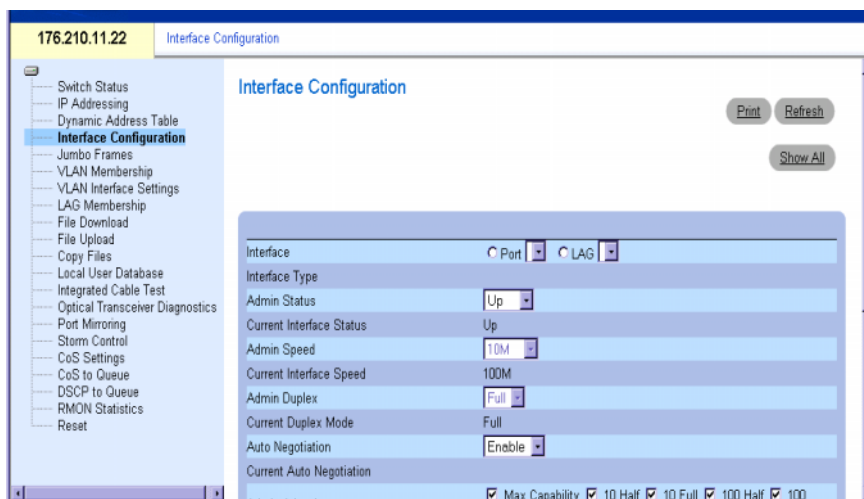 176.210.11.22
Interface Configuration
Switch Status
IP Addressing
Dynamic Address Table
Interface Configuration
Jumbo Frames
VLAN Membership
VLAN Interface Settings
LAG Membership
File Download
File Upload
Copy Files
Local User Database
Integrated Cable Test
Optical Transceiver Diagnostics
Port Mirroring
Storm Control
CoS Settings
CoS to Queue
DSCP to Queue
RMON Statistics
Reset
Interface Configuration
Print Refresh
Show All
Interface Port LAG
Interface Type
Admin Status Up
Current Interface Status Up
Admin Speed 10M
Current Interface Speed 100M
Admin Duplex Full
Current Duplex Mode Full
Auto Negotiation Enable
Current Auto Negotiation
Max Capability 10 Half 10 Full 100 Half 100